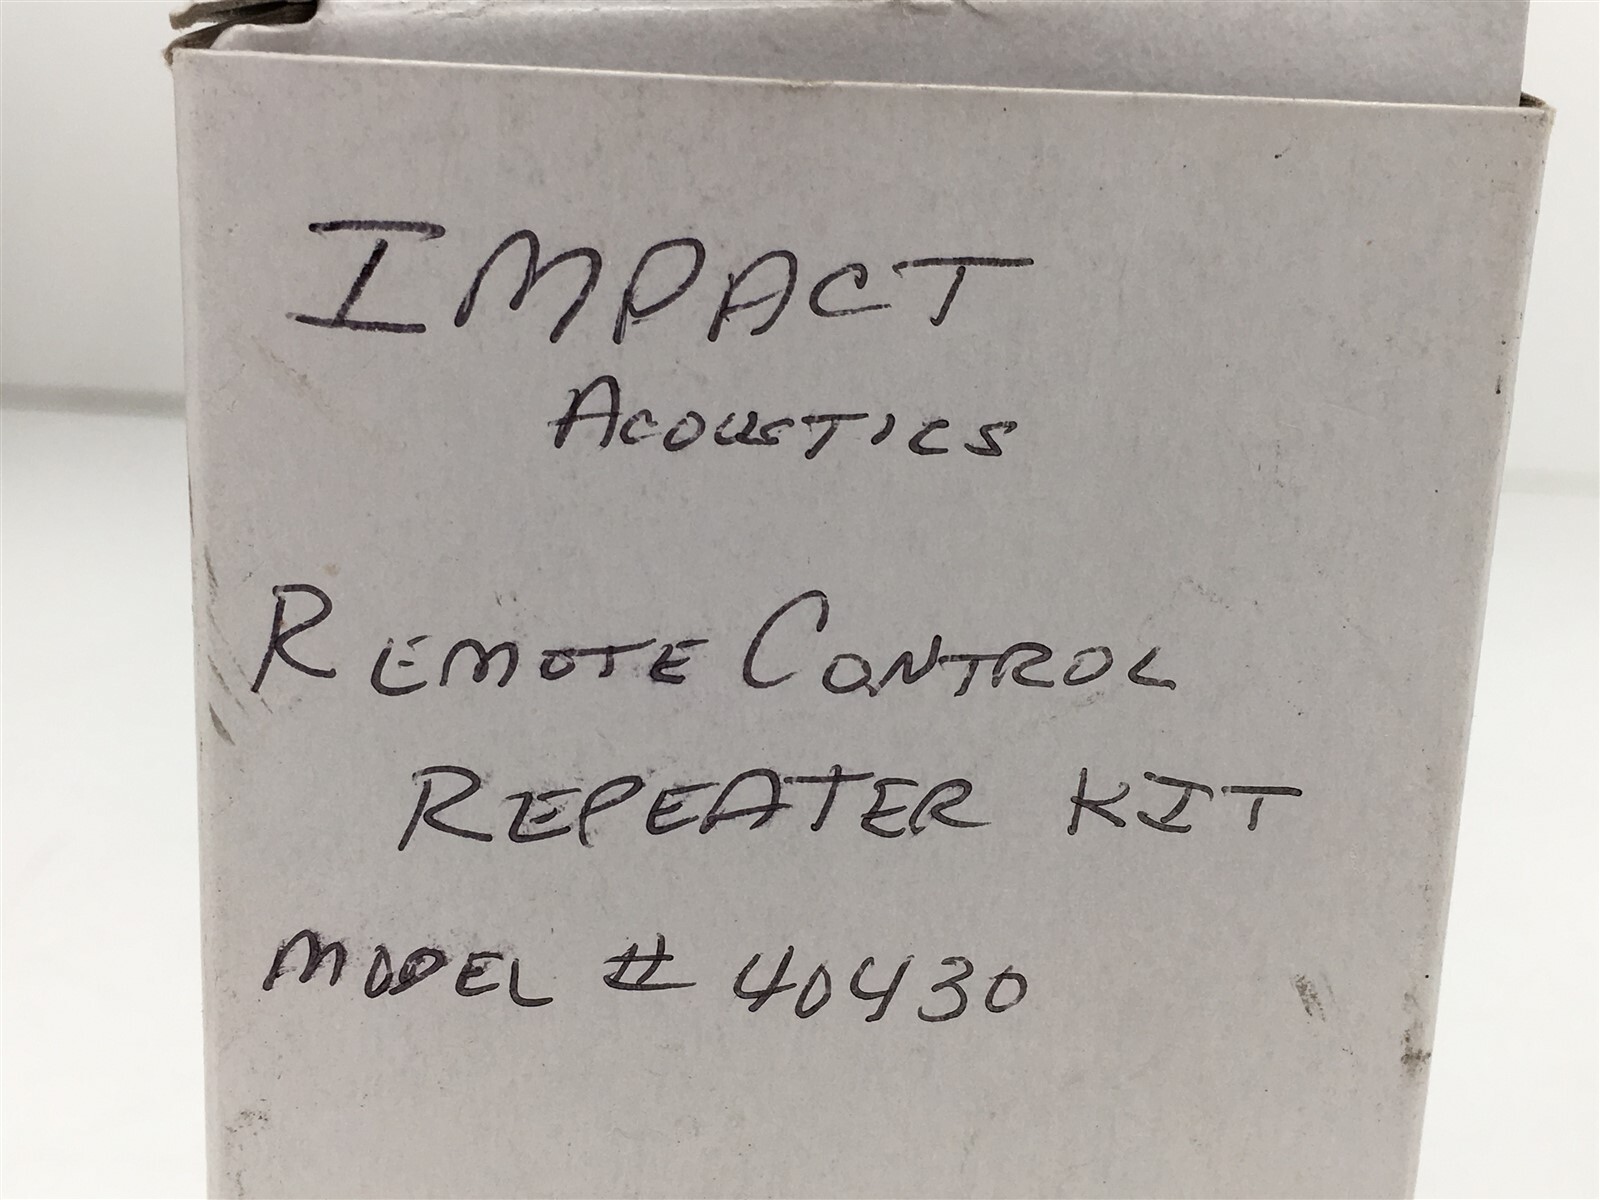 IMPACT
ACOUSTICS
REMOTE CONTROL
REPEATER KIT
MODEL # 40430